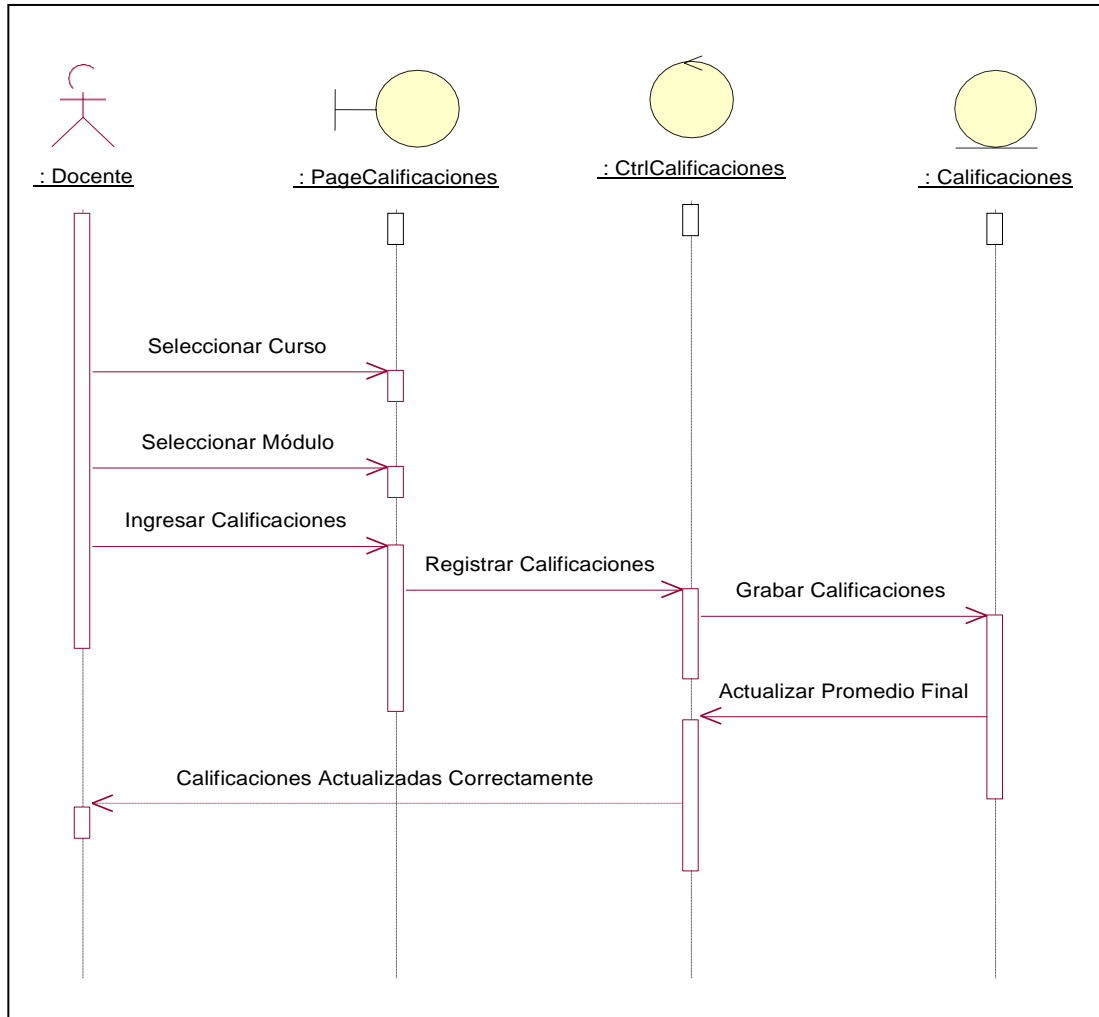 : Docente
: PageCalificaciones
: CtrlCalificaciones
: Calificaciones
Seleccionar Curso
Seleccionar Módulo
Ingresar Calificaciones
Registrar Calificaciones
Grabar Calificaciones
Actualizar Promedio Final
Calificaciones Actualizadas Correctamente